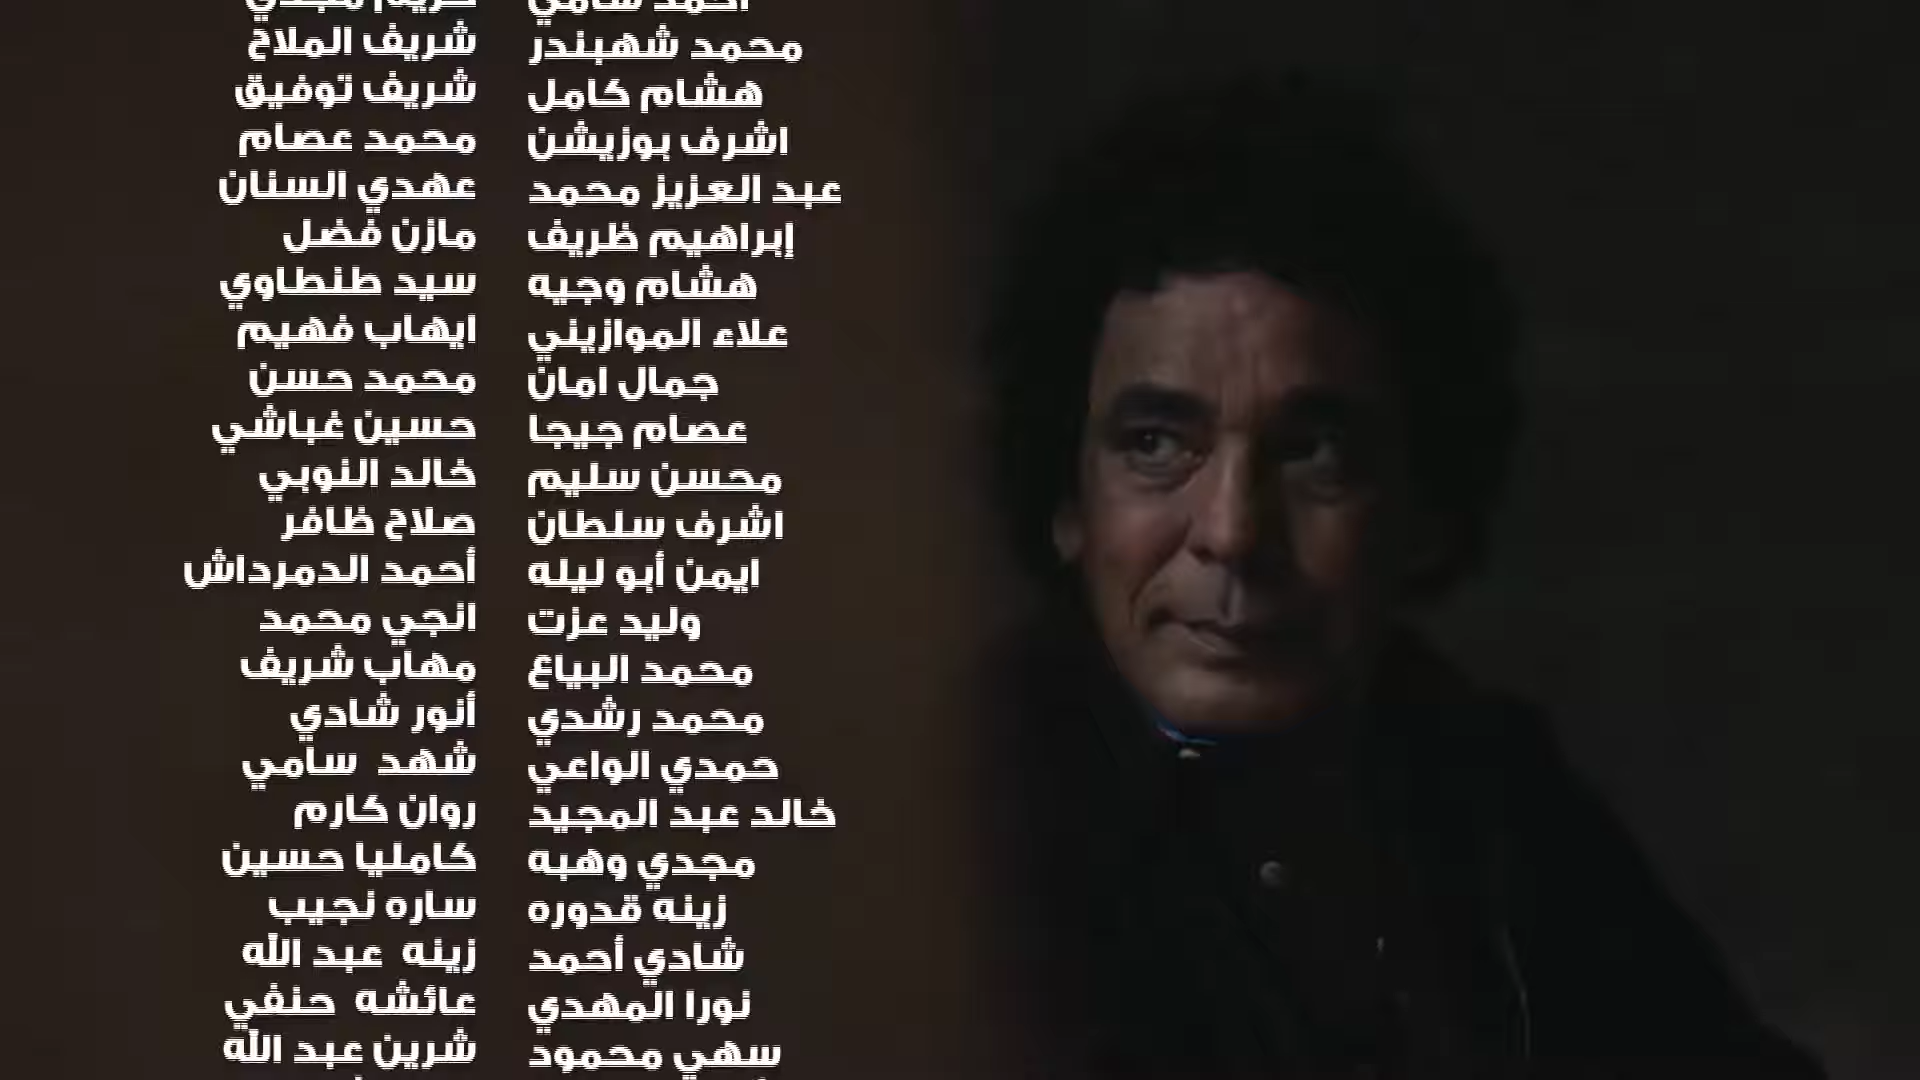 أحمد سامي
محمد شهبندر شريف الملاح
هشام كامل شريف توفيق
اشرف بوزيشن محمد عصام
عبد العزيز محمد عهدي السنان
إبراهيم ظريف مازن فضل
هشام وجيه سيد طنطاوي
علاء الموازيني ايهاب فهيم
جمال امان محمد حسن
عصام جيجا حسين غباشي
محسن سليم خالد النوبي
اشرف سلطان صلاح ظافر
ايمن أبو ليله أحمد الدمرداش
وليد عزت انجي محمد
محمد البياع مهاب شريف
محمد رشدي أنور شادي
حمدي الواعي شهد سامي
خالد عبد المجيد روان كارم
مجدي وهبه كامليا حسين
زينه قدوره ساره نجيب
شادي أحمد زينه عبد الله
نورا المهدي عائشه حنفي
سهي محمود شرين عبد الله